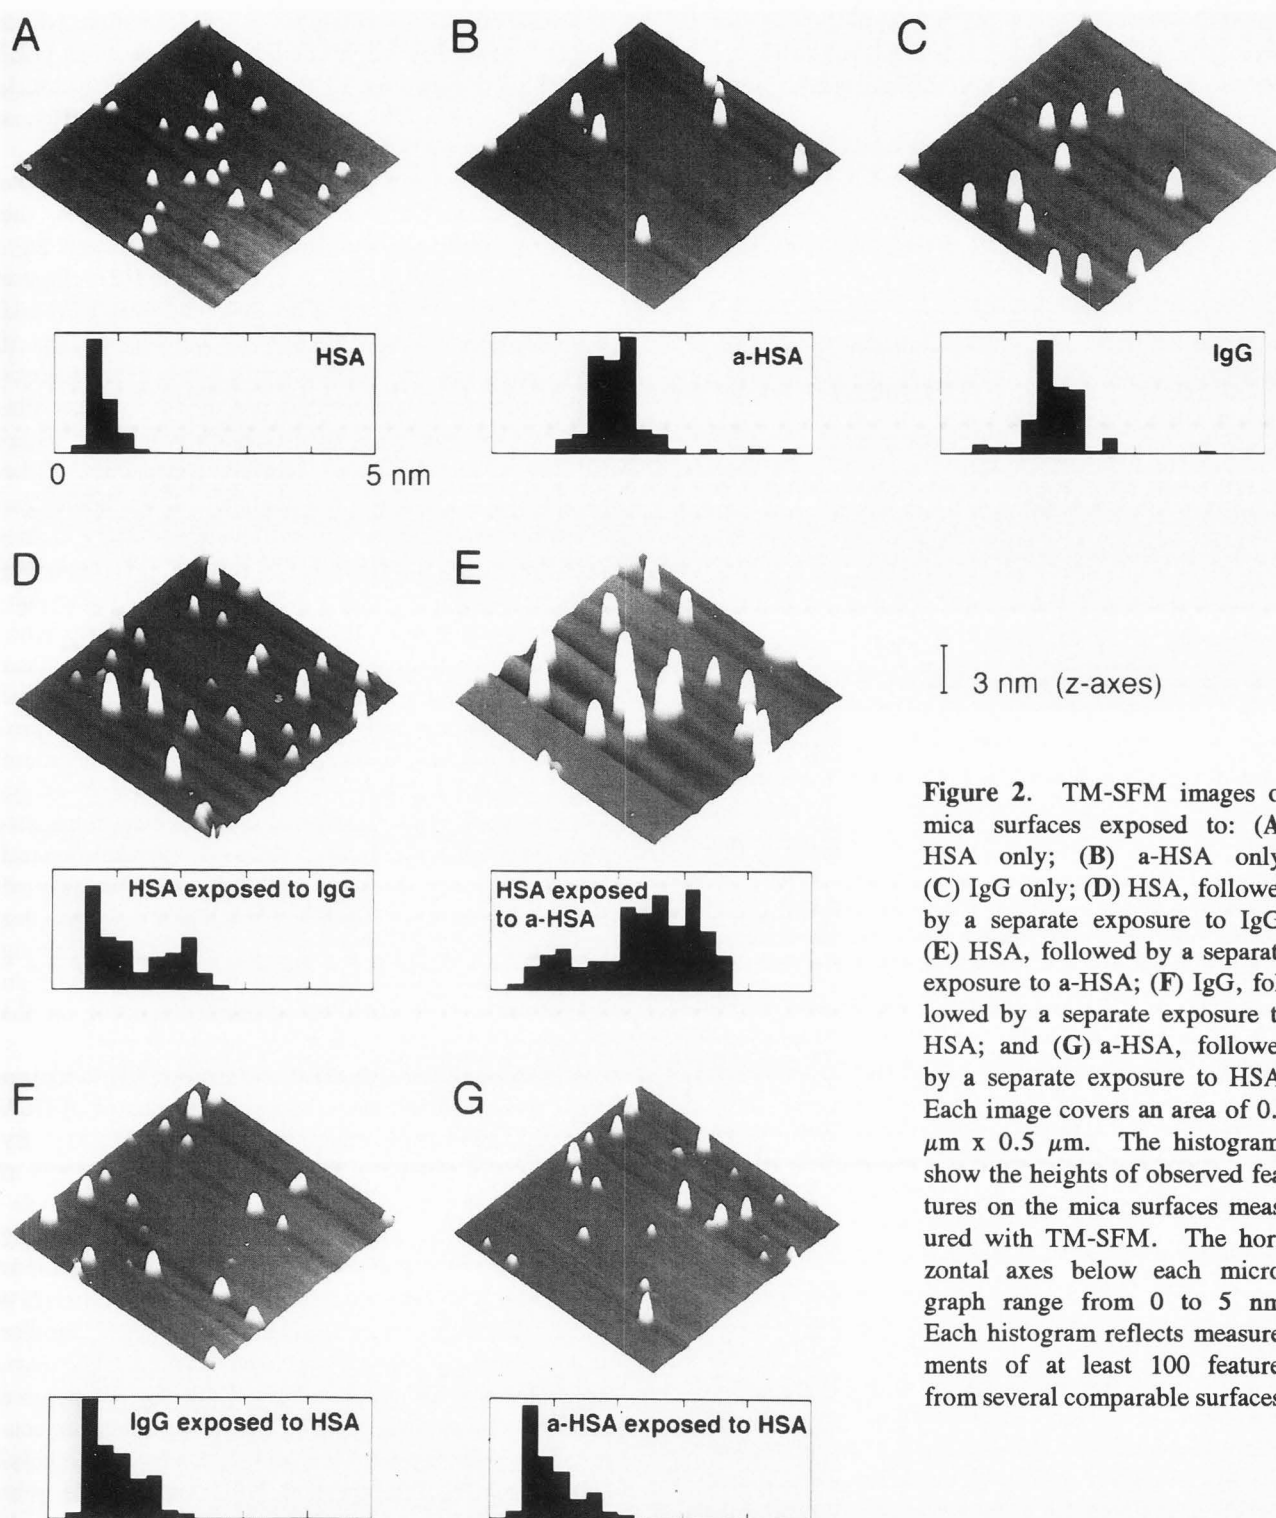 A
B
C
HSA
a-HSA
IgG
0
5 nm
D
E
3 nm (z-axes)
HSA exposed to IgG
HSA exposed
to a-HSA
F
G
IgG exposed to HSA
a-HSA exposed to HSA
Figure 2. TM-SFM images
mica surfaces exposed to: (A
HSA only; (B) a-HSA only
(C) IgG only; (D) HSA, followe
by a separate exposure to IgG
(E) HSA, followed by a separat
exposure to a-HSA; (F) IgG, fol
lowed by a separate exposure t
HSA; and (G) a-HSA, followe
by a separate exposure to HSA
Each image covers an area of 0.
μm x 0.5 μm. The histogram
show the heights of observed fea
tures on the mica surfaces meas
ured with TM-SFM. The hor
zontal axes below each micro
graph range from 0 to 5 nm
Each histogram reflects measure
ments of at least 100 feature
from several comparable surfaces